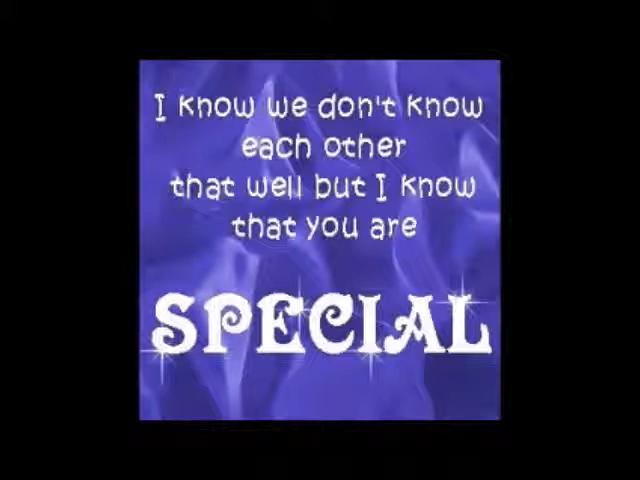 I know we don't know
each other
that well but I know
that you are
SPECIAL